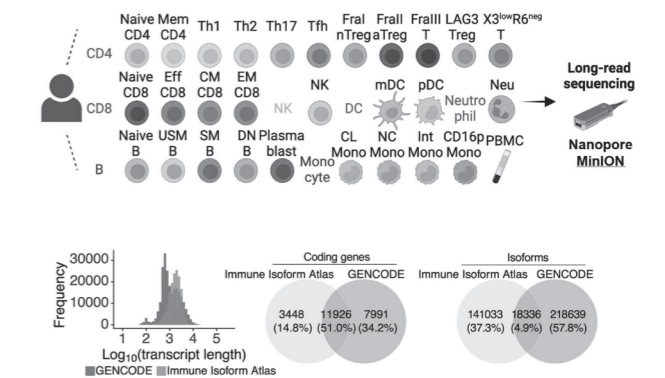 Naive Mem Th1 Th2 Th17 Tfh FraI FraII FraIII LAG3 X3lowR6neg
CD4 CD4 nTreg aTreg T Treg T
CD4
Naive Eff CM EM NK mDC pDC Neu
CD8 CD8 CD8 CD8
CD8 NK DC Neutro
phil
Naive USM SM DN Plasma CL NC Int CD16p PBMC
B B B B blast Mono Mono Mono Mono
B Mono
cyte
Long-read
sequencing
Nanopore
MinION
Frequency
30000
20000
10000
0
1 2 3 4 5
Log10(transcript length)
GENCODE Immune Isoform Atlas
Coding genes
Immune Isoform Atlas GENCODE
3448 11926 7991
(14.8%) (51.0%) (34.2%)
Isoforms
Immune Isoform Atlas GENCODE
141033 18336 218639
(37.3%) (4.9%) (57.8%)